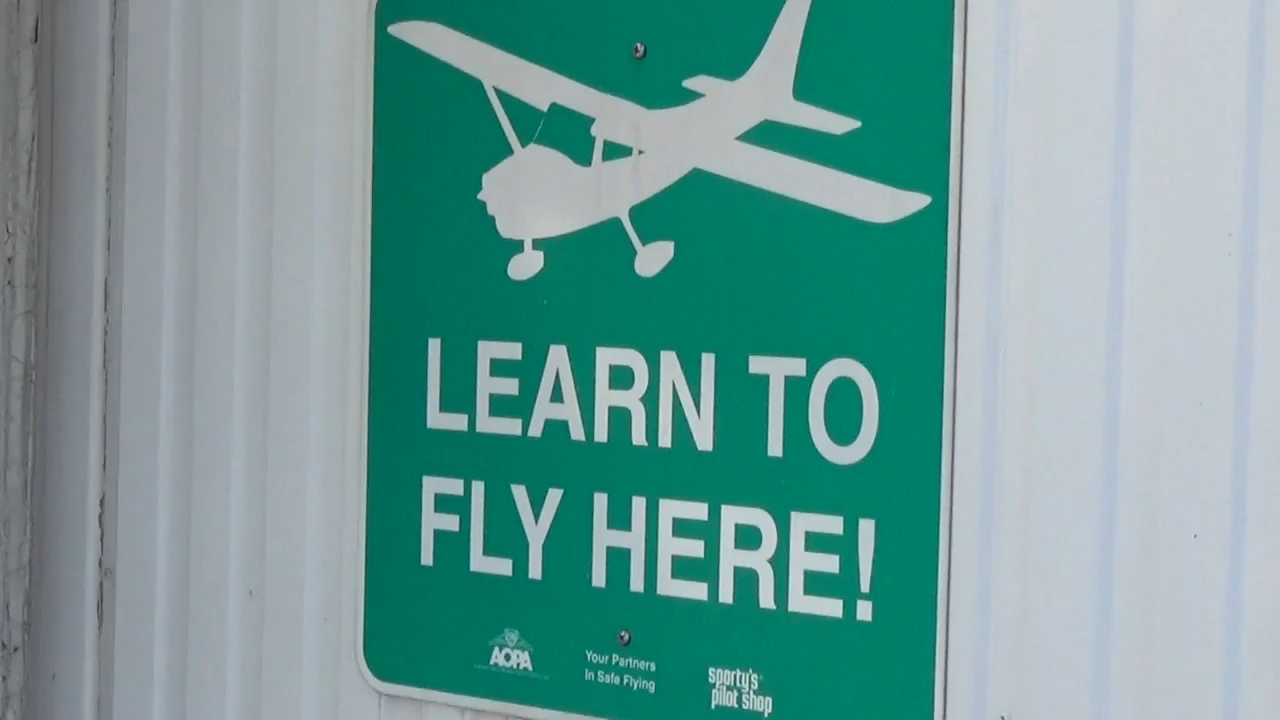 LEARN TO
FLY HERE!
AOPA
Your Partners
In Safe Flying
sporty's
pilot shop